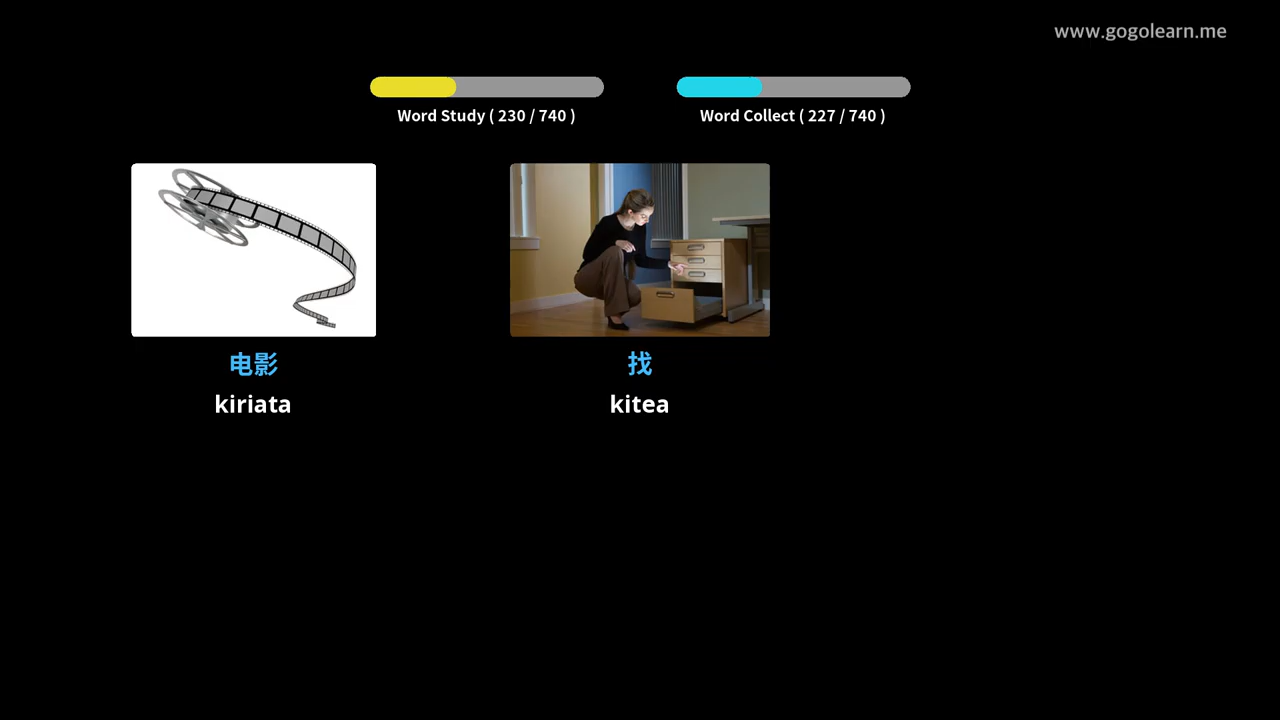 www.gogolearn.me
Word Study ( 230 / 740 )
Word Collect ( 227 / 740 )
电影
kiriata
找
kitea